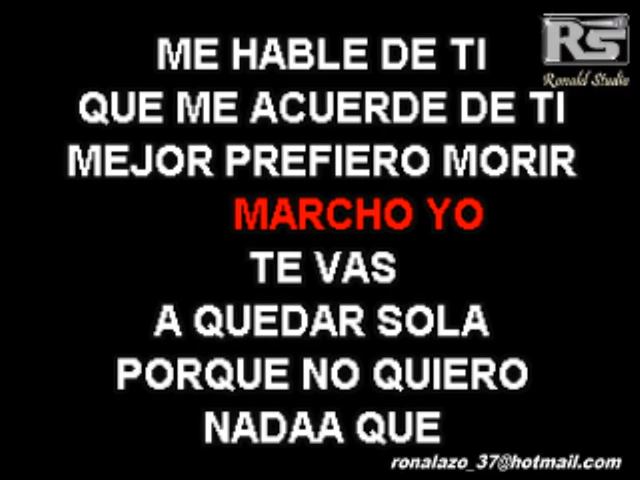 RS
Ronald Studio
ME HABLE DE TI
QUE ME ACUERDE DE TI
MEJOR PREFIERO MORIR
MARCHO YO
TE VAS
A QUEDAR SOLA
PORQUE NO QUIERO
NADAA QUE
ronalazo_37@hotmail.com